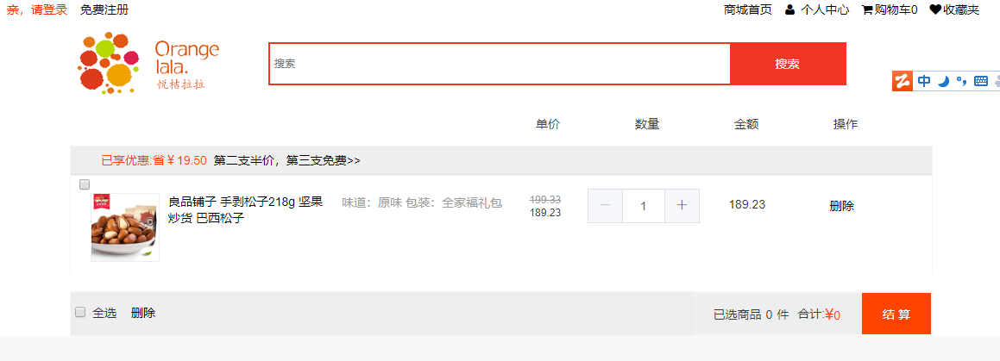 亲，请登录 免费注册 商城首页 个人中心 购物车0 收藏夹
Orange
lala.
悦桔拉拉
搜索 搜索
中
单价 数量 金额 操作
已享优惠:省￥19.50 第二支半价，第三支免费>>
良品铺子 手剥松子218g 坚果
炒货 巴西松子
味道：原味 包装：全家福礼包
199.33
189.23
1
189.23
删除
全选 删除 已选商品 0 件 合计:¥0 结 算